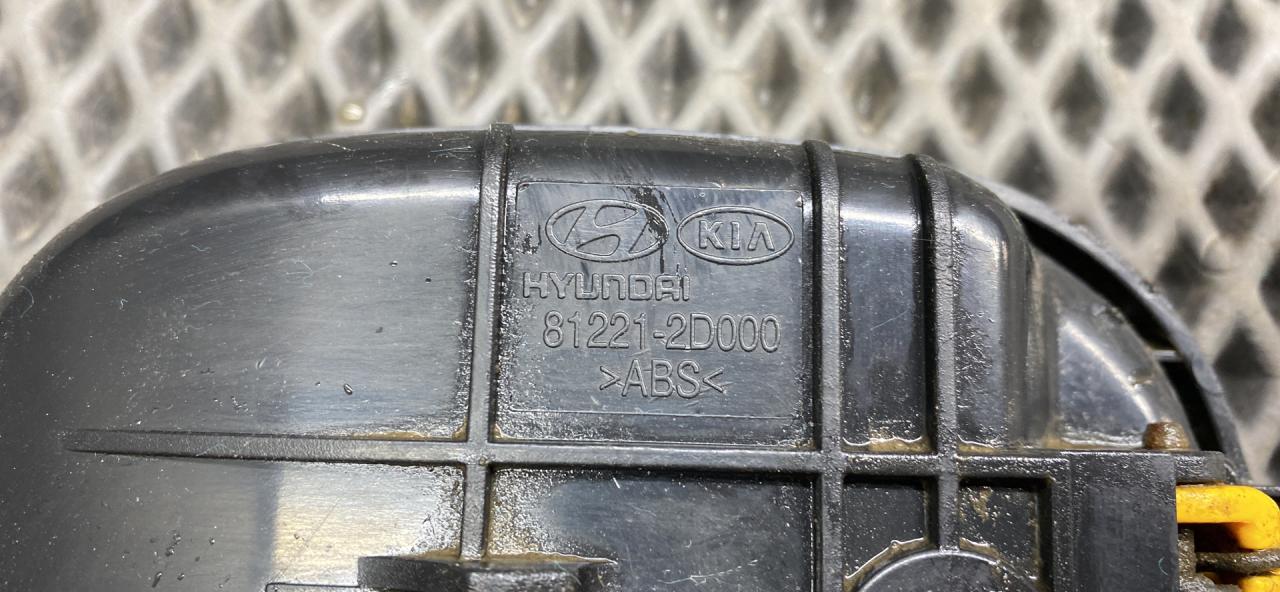 KIA
HYUNDAI
81221-2D000
>ABS<